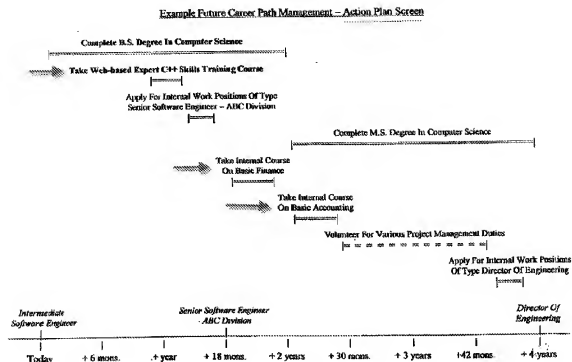 Example Future Career Path Management – Action Plan Screen
Complete B.S. Degree In Computer Science
Take Web-based Expert C++ Skills Training Course
Apply For Internal Work Positions Of Type
Senior Software Engineer – ABC Division
Complete M.S. Degree In Computer Science
Take Internal Course
On Basic Finance
Take Internal Course
On Basic Accounting
Volunteer For Various Project Management Duties
Apply For Internal Work Positions
Of Type Director Of Engineering
Intermediate
Software Engineer
Senior Software Engineer
- ABC Division
Director Of
Engineering
Today
+ 6 mons.
+ year
+ 18 mons.
+ 2 years
+ 30 mons.
+ 3 years
+42 mons.
+ 4 years